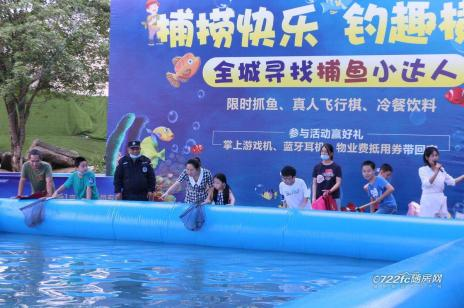 捕捞快乐 钓趣
全城寻找捕鱼小达人
限时抓鱼、真人飞行棋、冷餐饮料
参与活动赢好礼
掌上游戏机、蓝牙耳机、物业费抵用券带回
C722fc随房网